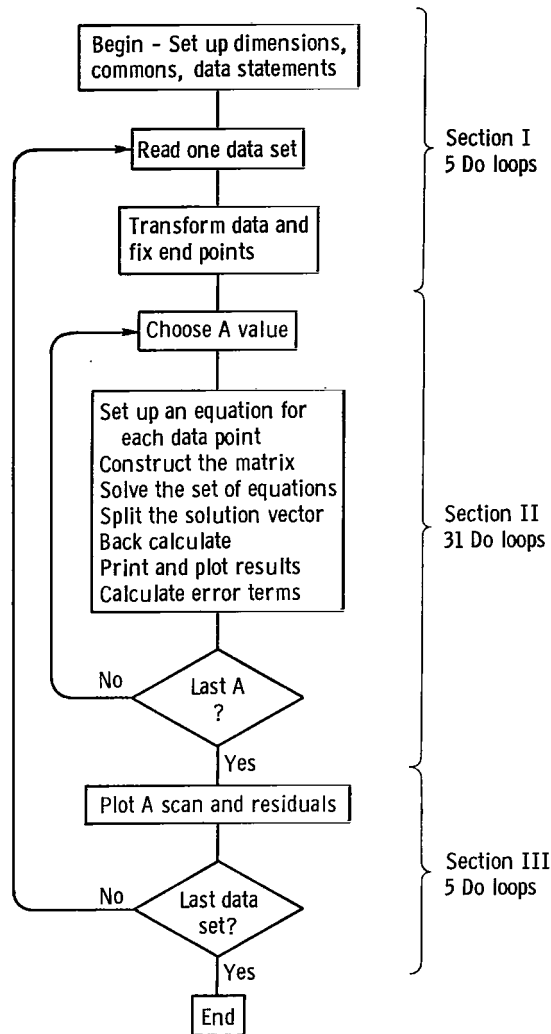 Begin - Set up dimensions,
commons, data statements
Read one data set
Section I
5 Do loops
Transform data and
fix end points
Choose A value
Set up an equation for
each data point
Construct the matrix
Solve the set of equations
Split the solution vector
Back calculate
Print and plot results
Calculate error terms
Section II
31 Do loops
No
Last A
?
Yes
Plot A scan and residuals
Section III
5 Do loops
No
Last data
set?
Yes
End